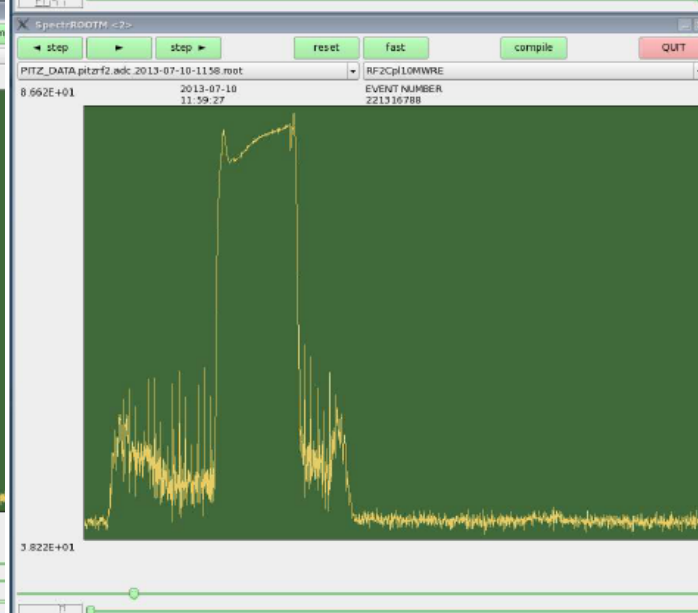 SpectrROOTM <2>
◄ step ► step ► reset fast compile QUIT
PITZ_DATA.pitzrf2.adc.2013-07-10-1158.root RF2Cpl10MWRE
8.662E+01 2013-07-10 EVENT NUMBER
11:59:27 221316788
3.822E+01